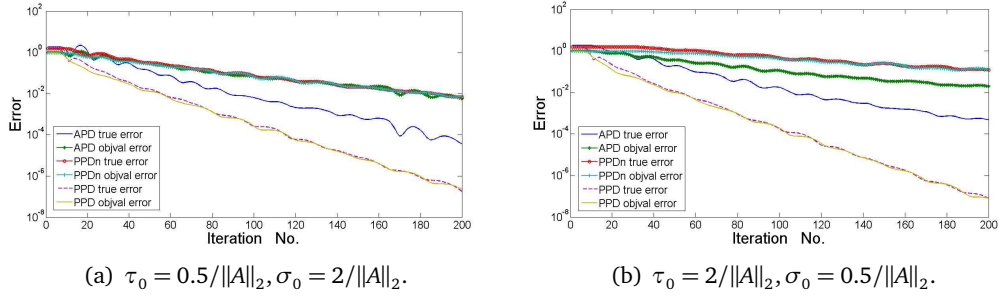 10^2
10^0
10^-2
10^-4
10^-6
10^-8
Error
APD true error
APD objval error
PPDn true error
PPDn objval error
PPD true error
PPD objval error
0 20 40 60 80 100 120 140 160 180 200
Iteration No.
(a) τ₀ = 0.5/‖A‖₂, σ₀ = 2/‖A‖₂.
10^2
10^0
10^-2
10^-4
10^-6
10^-8
Error
APD true error
APD objval error
PPDn true error
PPDn objval error
PPD true error
PPD objval error
0 20 40 60 80 100 120 140 160 180 200
Iteration No.
(b) τ₀ = 2/‖A‖₂, σ₀ = 0.5/‖A‖₂.